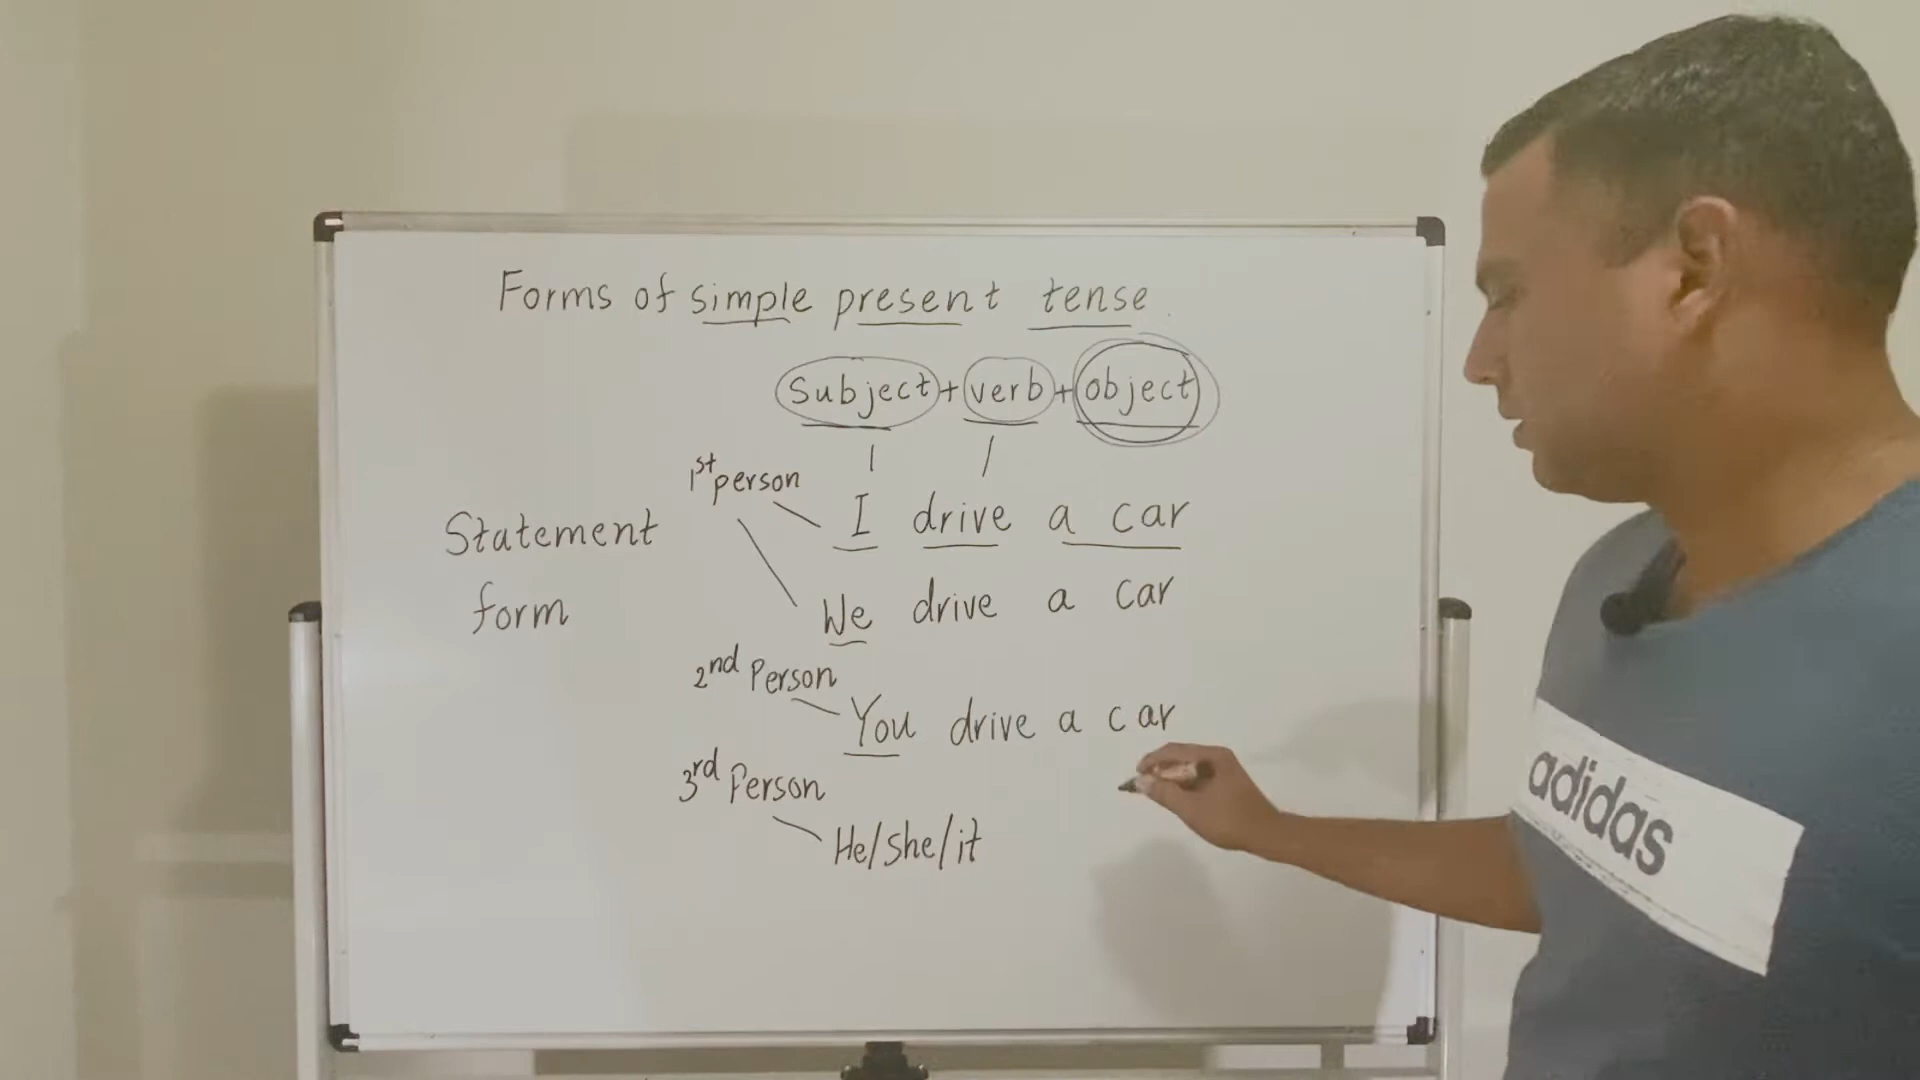 Forms of simple present tense
Subject + verb + object
1st person
I drive a car
Statement
form
We drive a car
2nd Person
You drive a car
3rd Person
He/She/it
adidas